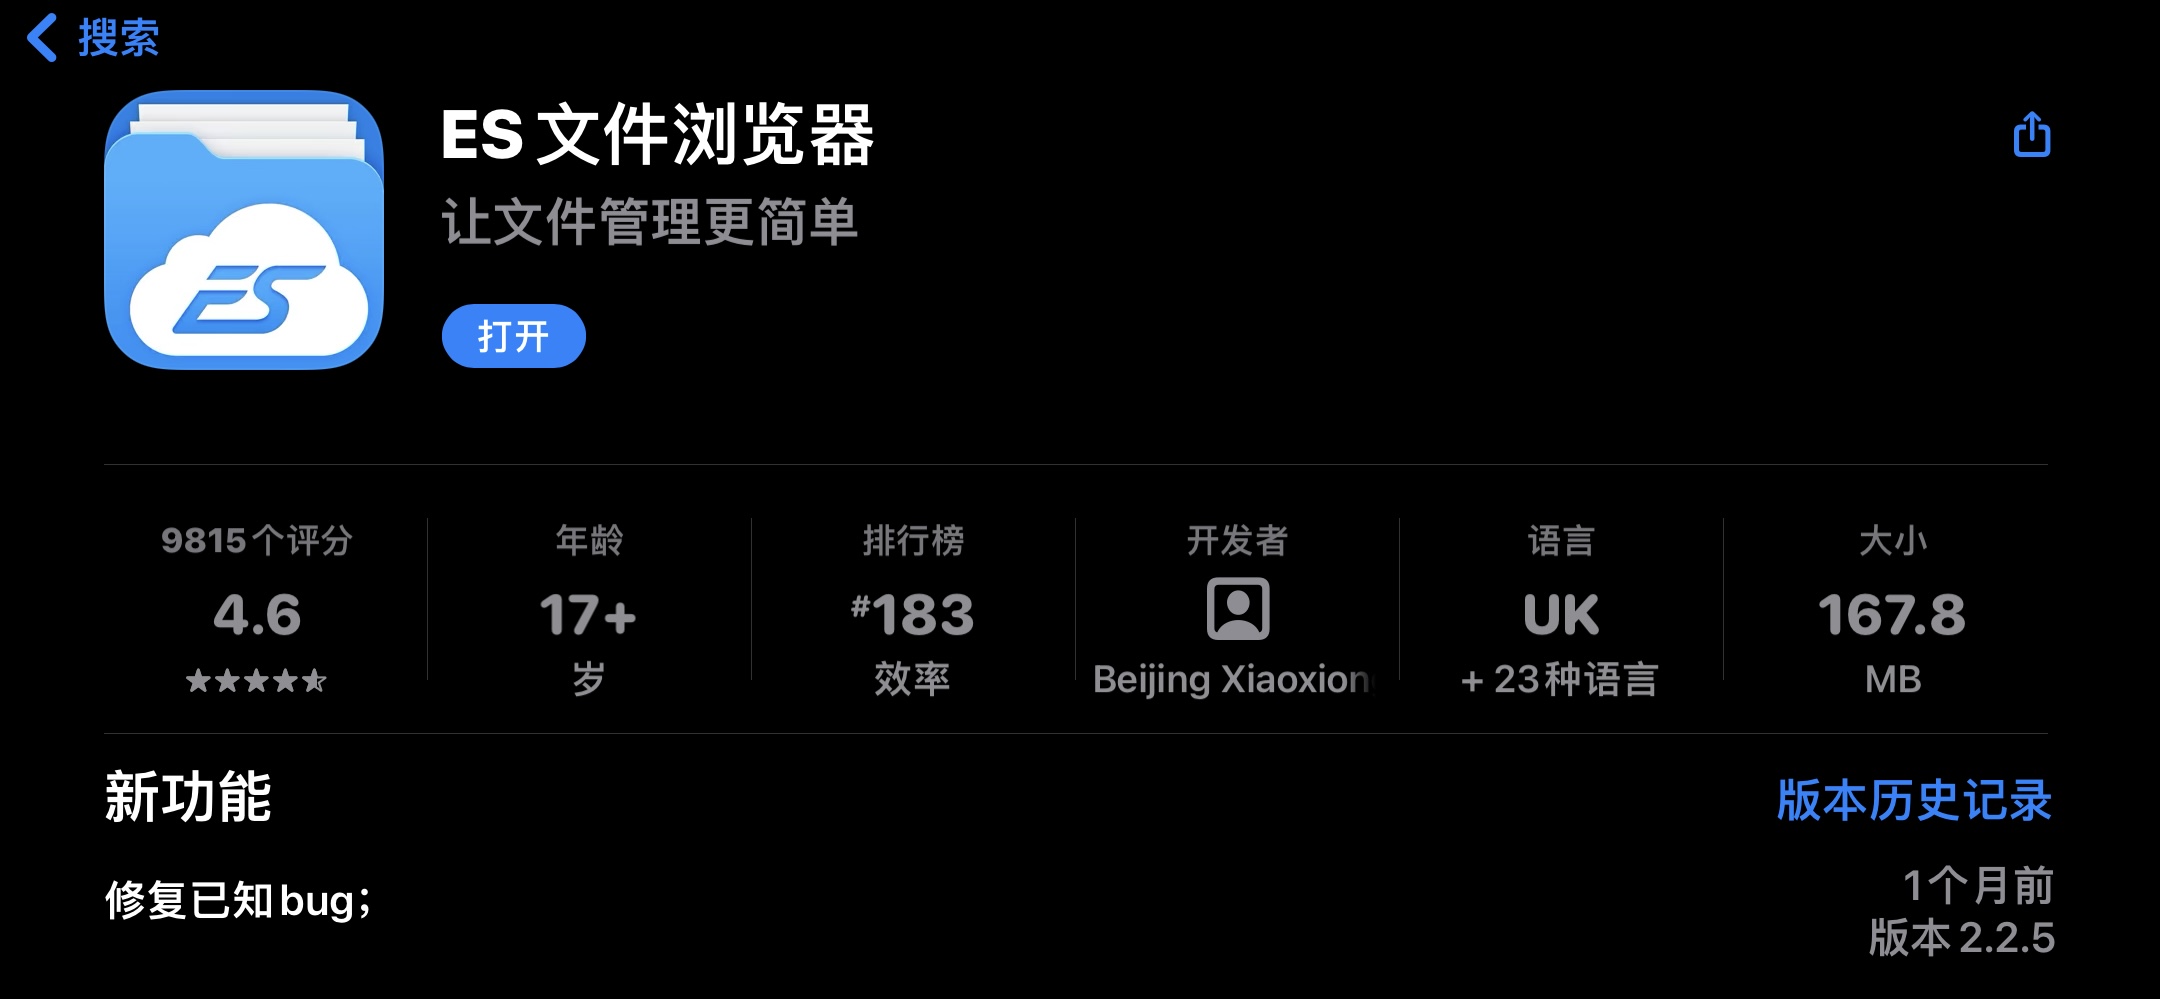 搜索
ES文件浏览器
让文件管理更简单
ES
打开
9815个评分
4.6
年龄
17+
岁
排行榜
#183
效率
开发者
Beijing Xiaoxion
语言
UK
+ 23种语言
大小
167.8
MB
新功能
版本历史记录
修复已知bug；
1个月前
版本2.2.5